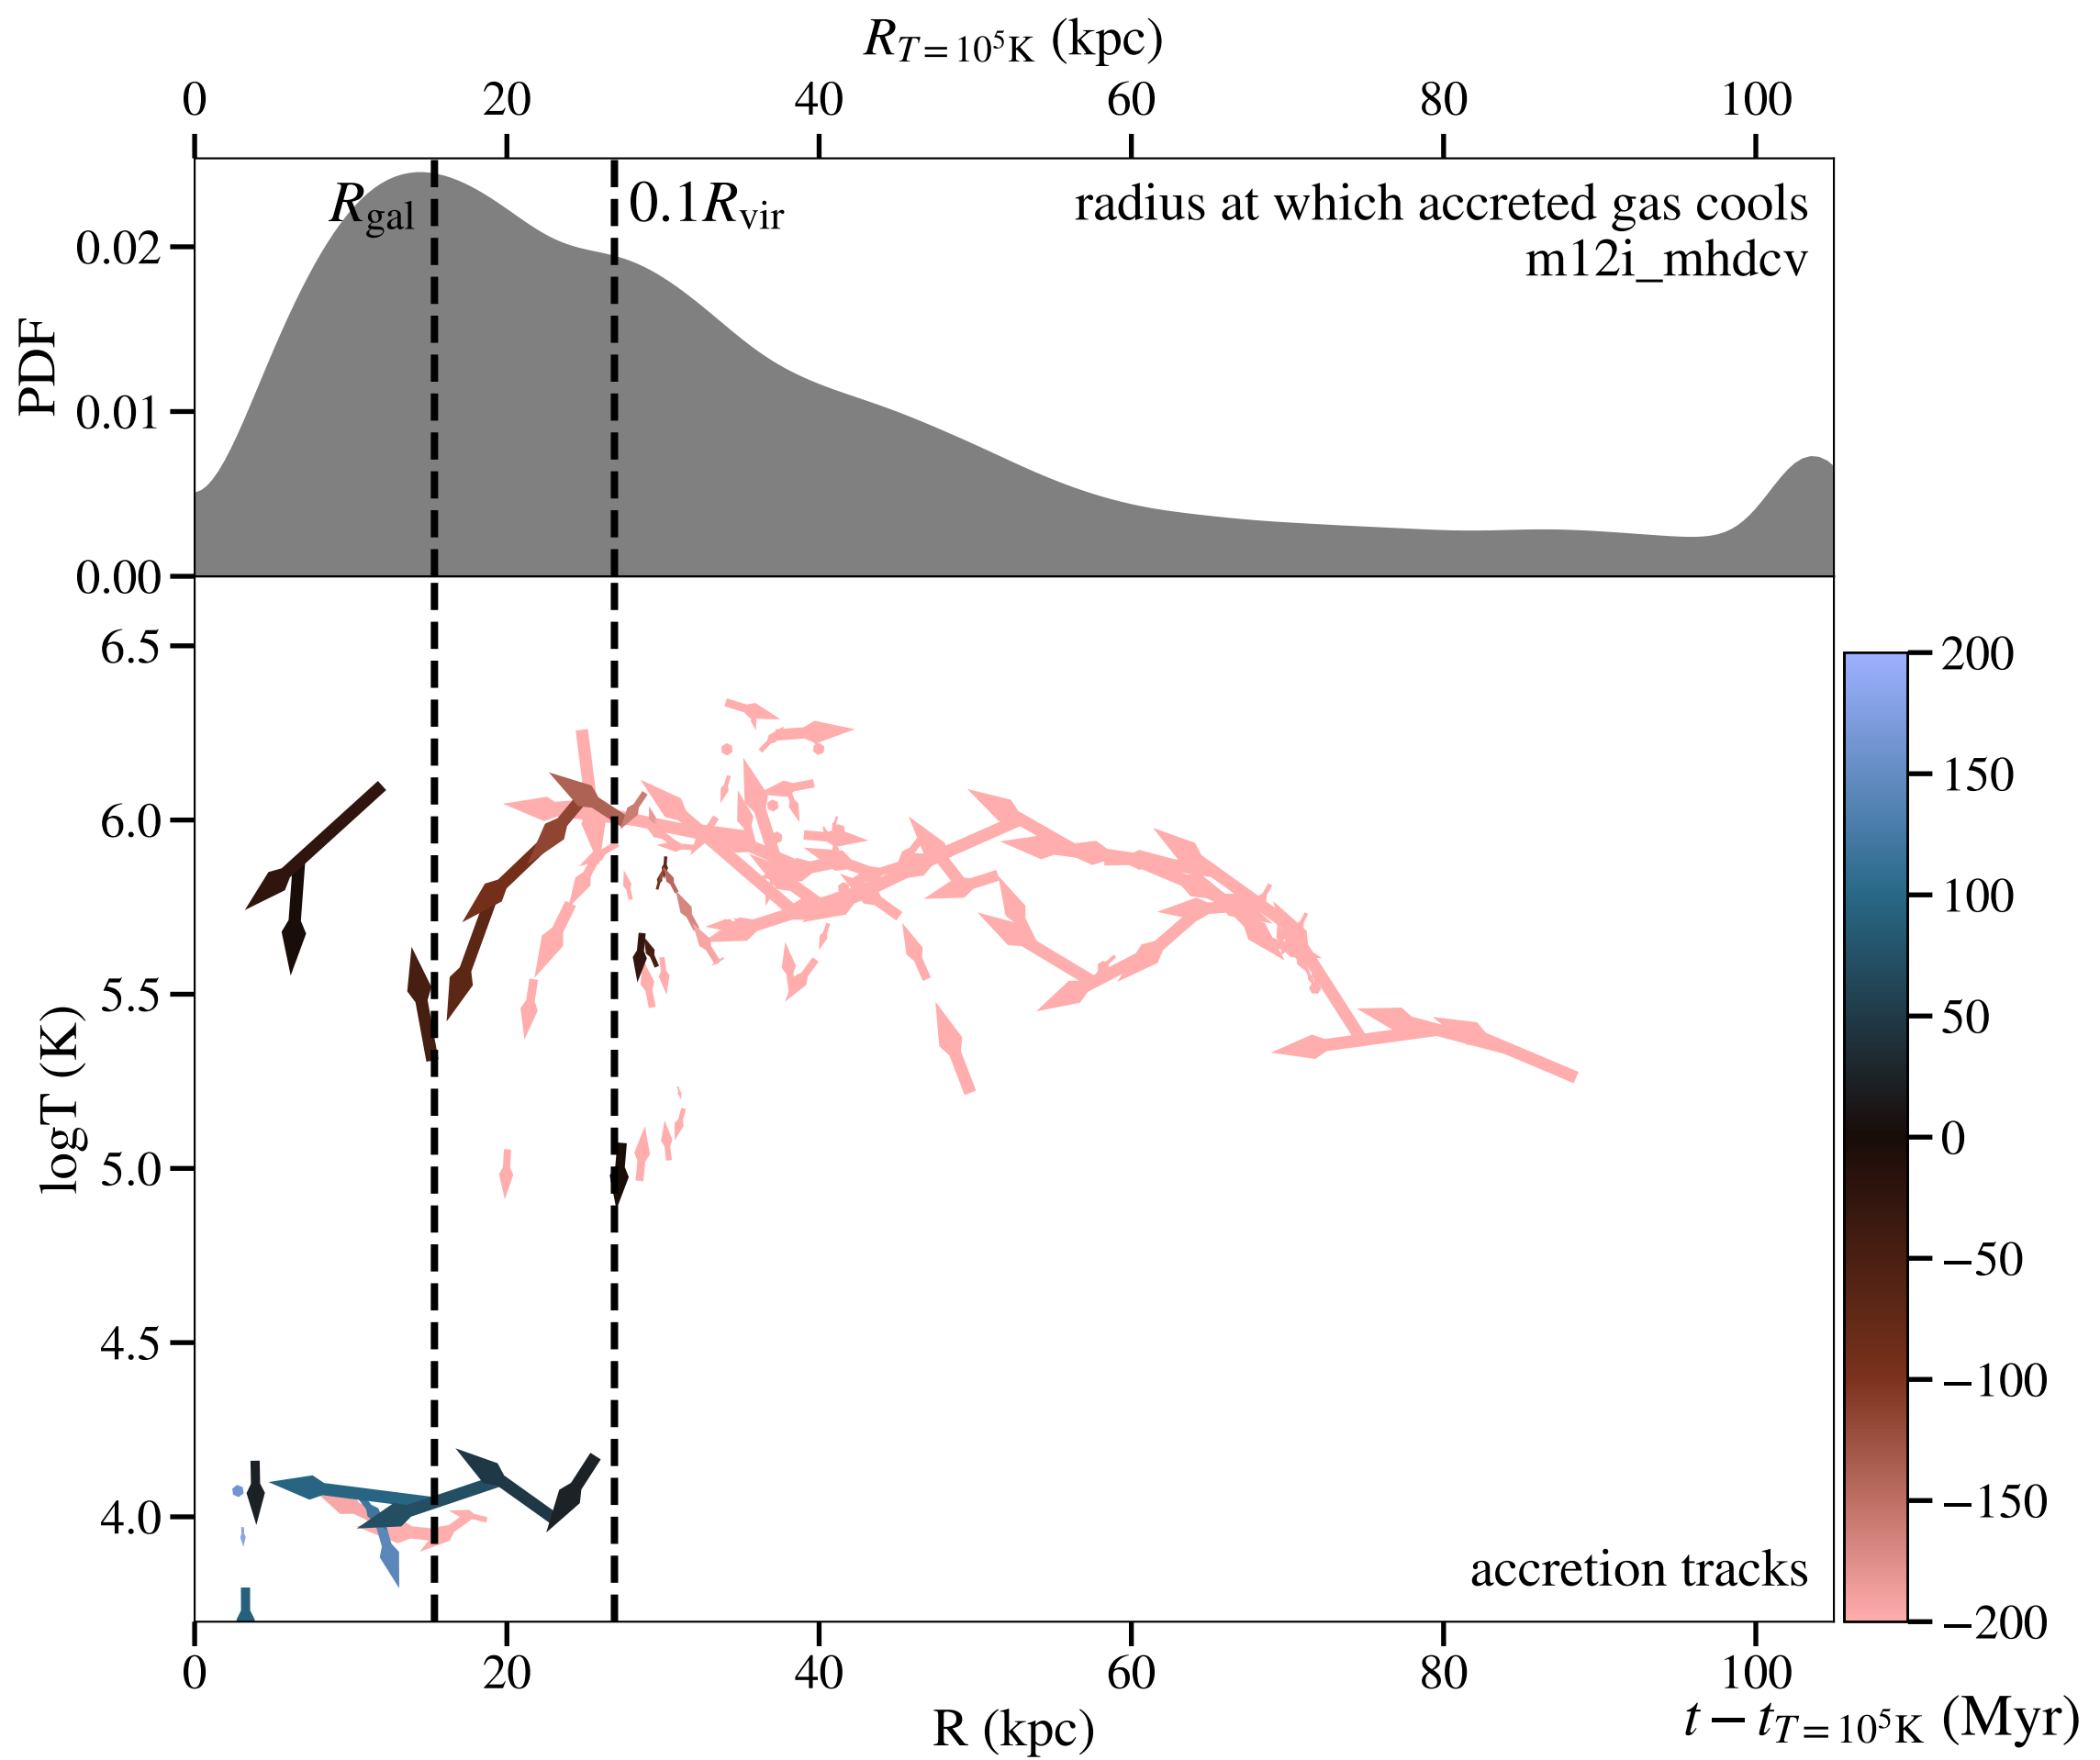 R_{T=10^5K} (kpc)
0 20 40 60 80 100
R_gal
0.1R_vir
radius at which accreted gas cools
m12i_mhdcv
PDF
0.02
0.01
0.00
logT (K)
6.5
6.0
5.5
5.0
4.5
4.0
accretion tracks
0 20 40 60 80 100
R (kpc)
200
150
100
50
0
−50
−100
−150
−200
t − t_{T=10^5K} (Myr)